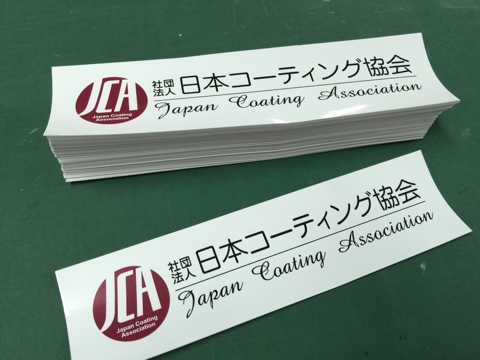 JCA
Japan Coating
Association
社団
法人
日本コーティング協会
Japan Coating Association
JCA
Japan Coating
Association
社団
法人
日本コーティング協会
Japan Coating Association